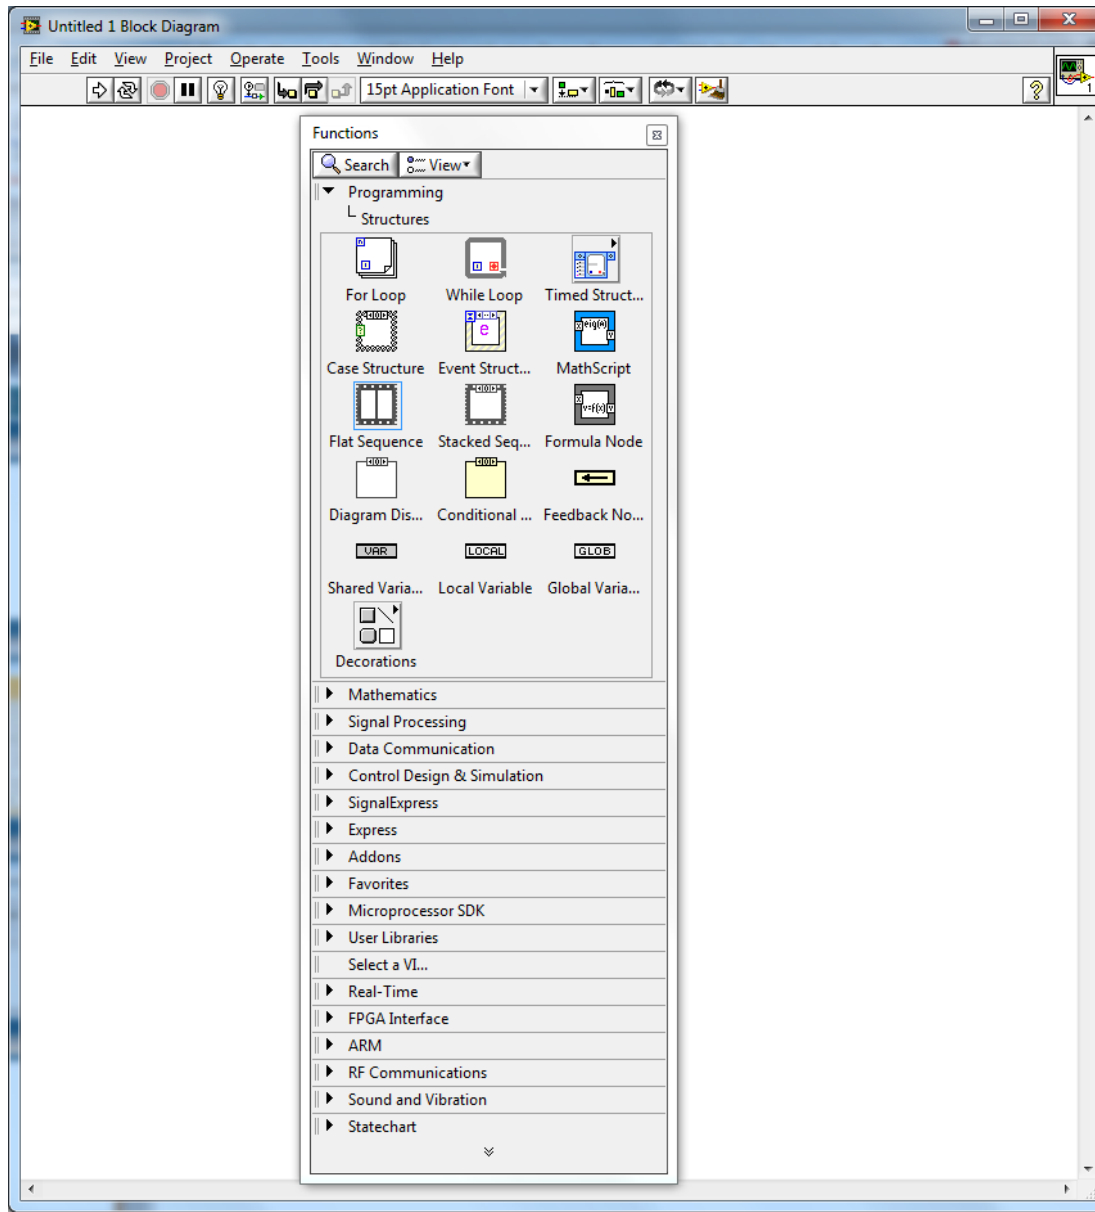 Untitled 1 Block Diagram
File Edit View Project Operate Tools Window Help
15pt Application Font
1
Functions
Search View
Programming
Structures
For Loop While Loop Timed Struct...
Case Structure Event Struct... MathScript
Flat Sequence Stacked Seq... Formula Node
Diagram Dis... Conditional ... Feedback No...
VAR LOCAL GLOB
Shared Varia... Local Variable Global Varia...
Decorations
Mathematics
Signal Processing
Data Communication
Control Design & Simulation
SignalExpress
Express
Addons
Favorites
Microprocessor SDK
User Libraries
Select a VI...
Real-Time
FPGA Interface
ARM
RF Communications
Sound and Vibration
Statechart